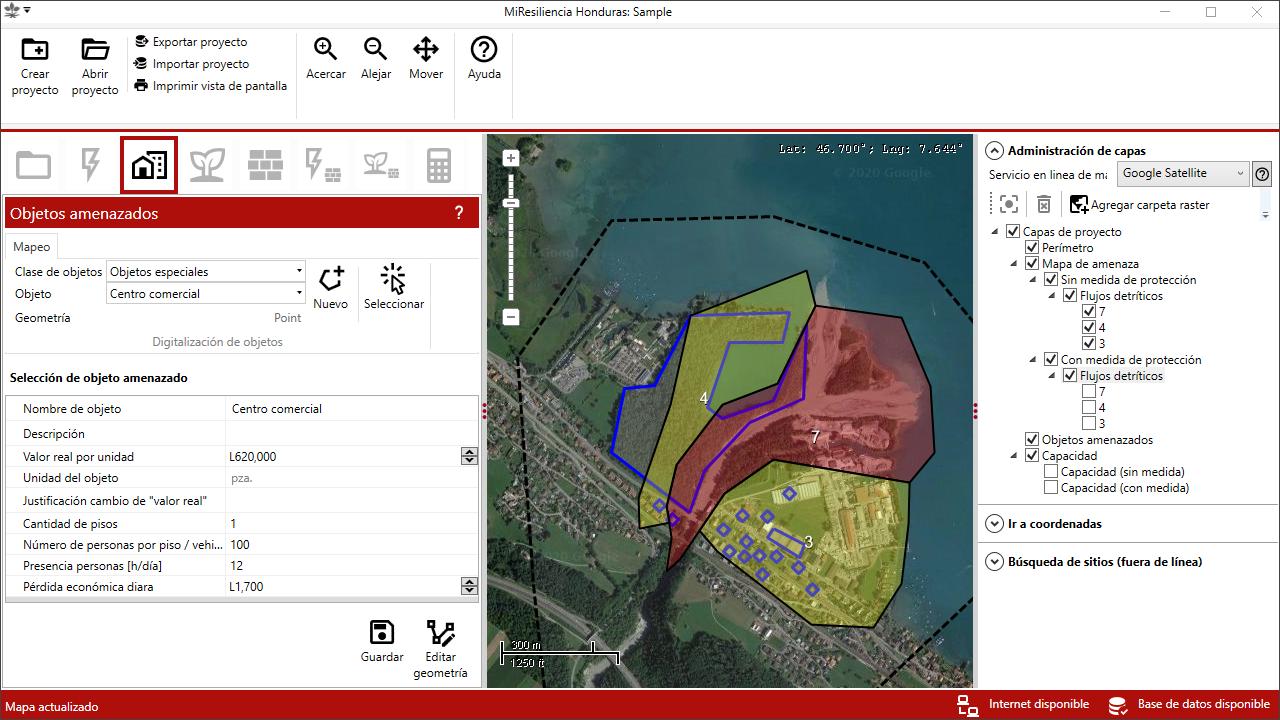 MiResiliencia Honduras: Sample
Crear
proyecto
Abrir
proyecto
Exportar proyecto
Importar proyecto
Imprimir vista de pantalla
Acercar
Alejar
Mover
Ayuda
Objetos amenazados
?
Mapeo
Clase de objetos
Objetos especiales
Objeto
Centro comercial
Geometría
Point
Nuevo
Seleccionar
Digitalización de objetos
Selección de objeto amenazado
Nombre de objeto
Centro comercial
Descripción
Valor real por unidad
L620,000
Unidad del objeto
pza.
Justificación cambio de "valor real"
Cantidad de pisos
1
Número de personas por piso / vehi...
100
Presencia personas [h/día]
12
Pérdida económica diara
L1,700
Guardar
Editar
geometría
Lat: 46.700°; Lng: 7.644°
© 2020 Google
4
7
3
300 m
1250 ft
Administración de capas
Servicio en linea de ma
Google Satellite
Agregar carpeta raster
Capas de proyecto
Perímetro
Mapa de amenaza
Sin medida de protección
Flujos detríticos
7
4
3
Con medida de protección
Flujos detríticos
7
4
3
Objetos amenazados
Capacidad
Capacidad (sin medida)
Capacidad (con medida)
Ir a coordenadas
Búsqueda de sitios (fuera de línea)
Mapa actualizado
Internet disponible
Base de datos disponible